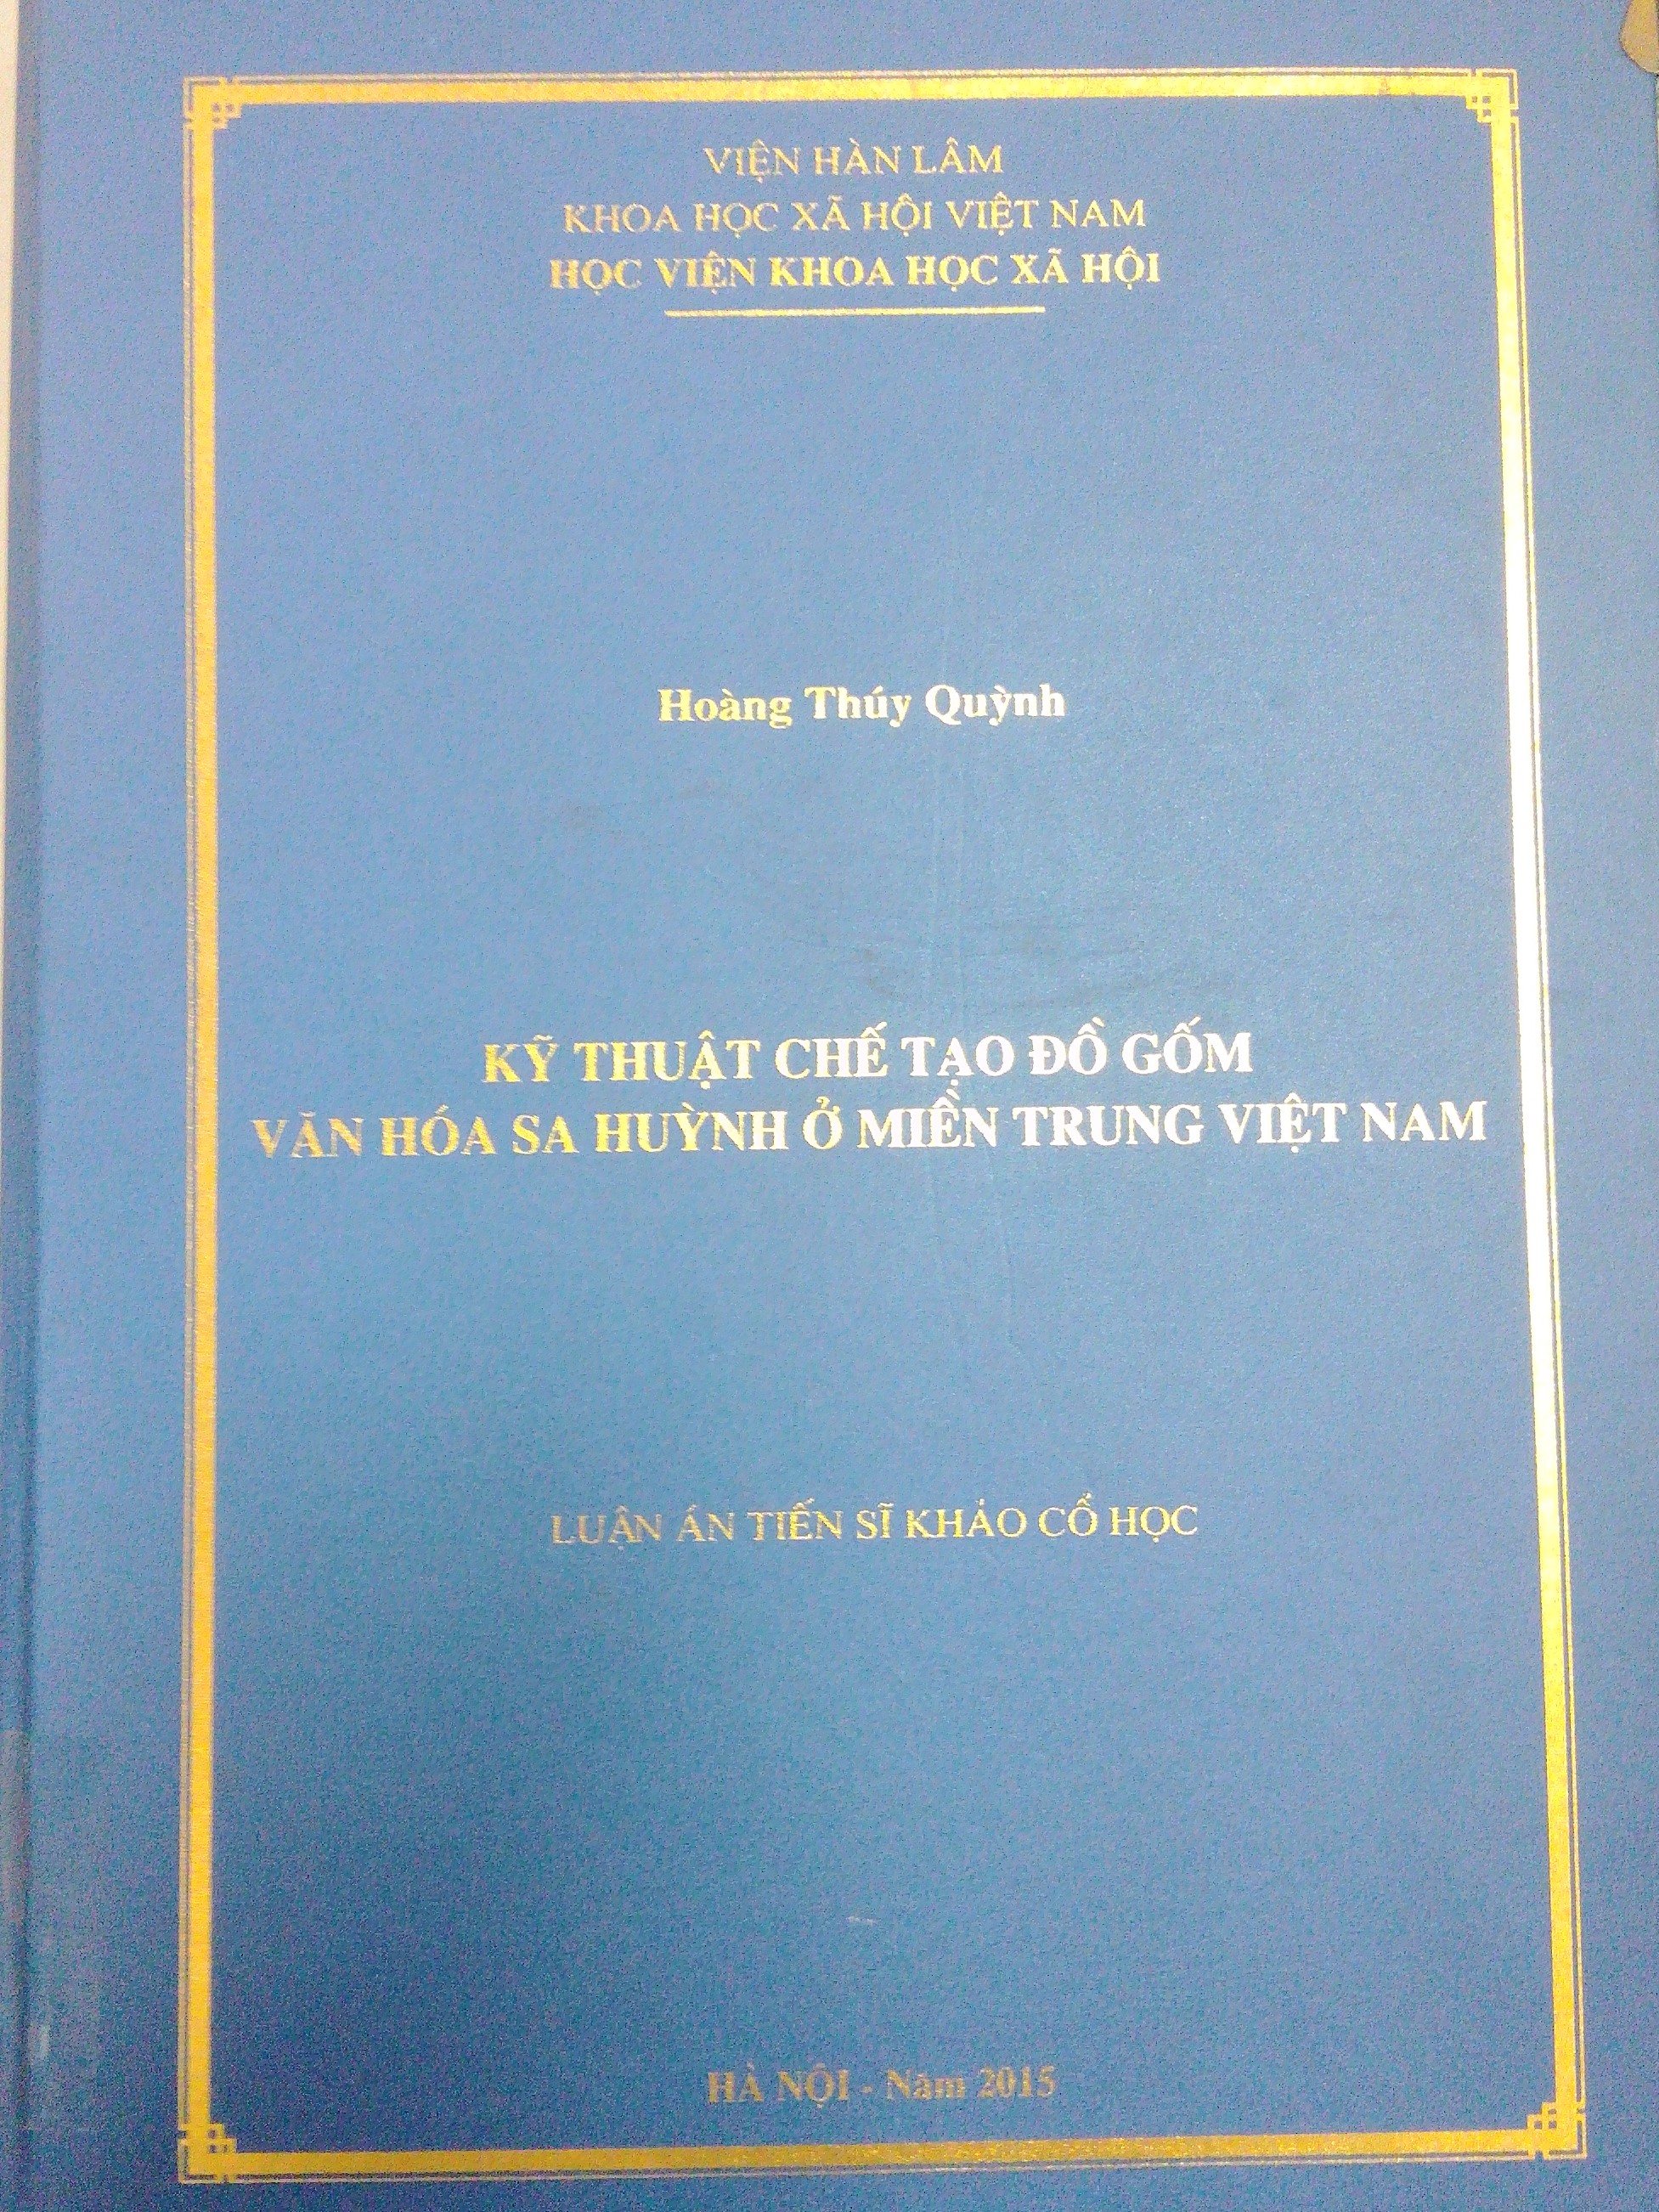 VIỆN HÀN LÂM
KHOA HỌC XÃ HỘI VIỆT NAM
HỌC VIỆN KHOA HỌC XÃ HỘI
Hoàng Thúy Quỳnh
KỸ THUẬT CHẾ TẠO ĐỒ GỐM
VĂN HÓA SA HUỲNH Ở MIỀN TRUNG VIỆT NAM
LUẬN ÁN TIẾN SĨ KHẢO CỔ HỌC
HÀ NỘI - Năm 2015